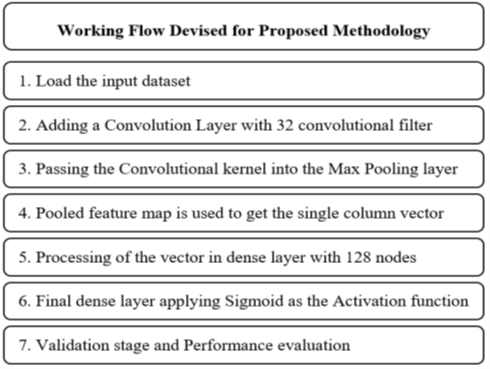 Working Flow Devised for Proposed Methodology
1. Load the input dataset
2. Adding a Convolution Layer with 32 convolutional filter
3. Passing the Convolutional kernel into the Max Pooling layer
4. Pooled feature map is used to get the single column vector
5. Processing of the vector in dense layer with 128 nodes
6. Final dense layer applying Sigmoid as the Activation function
7. Validation stage and Performance evaluation